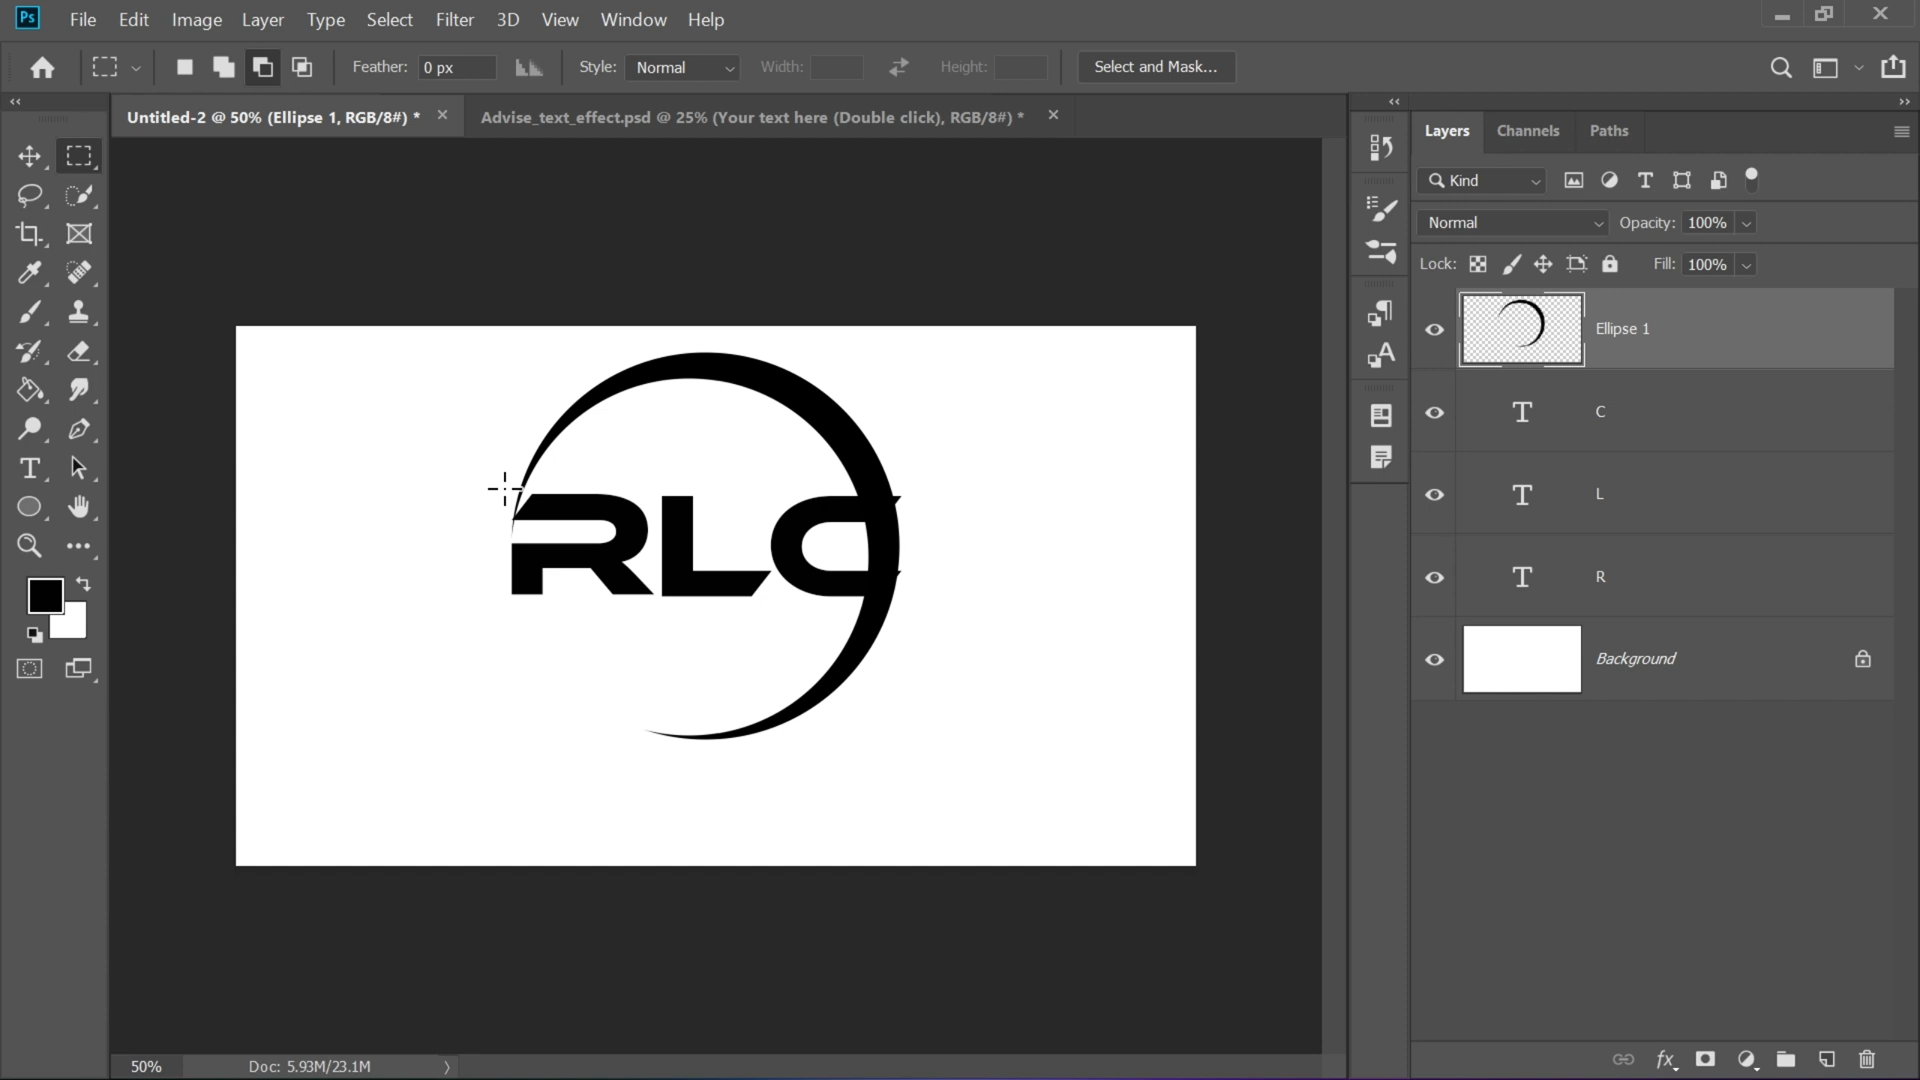 Ps File Edit Image Layer Type Select Filter 3D View Window Help
Feather: 0 px Style: Normal Width: Height: Select and Mask...
Untitled-2 @ 50% (Ellipse 1, RGB/8#) * Advise_text_effect.psd @ 25% (Your text here (Double click), RGB/8#) *
Layers Channels Paths
Kind
Normal Opacity: 100%
Lock: Fill: 100%
Ellipse 1
C
L
R
Background
RLC
50% Doc: 5.93M/23.1M